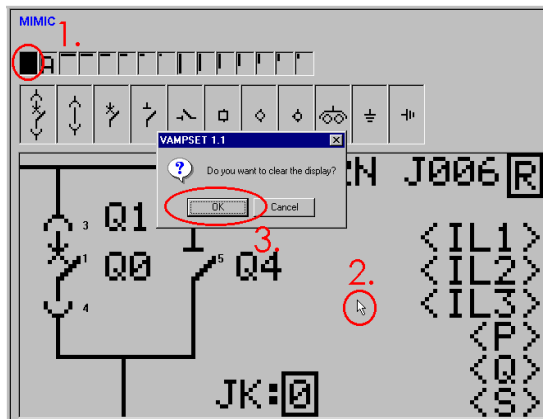 MIMIC
1.
A
VAMPSET 1.1
Do you want to clear the display?
OK Cancel
3.
N J006 R
3 Q1
1 Q0
5 Q4
4
2.
<IL1>
<IL2>
<IL3>
<P>
<Q>
<S>
JK:0